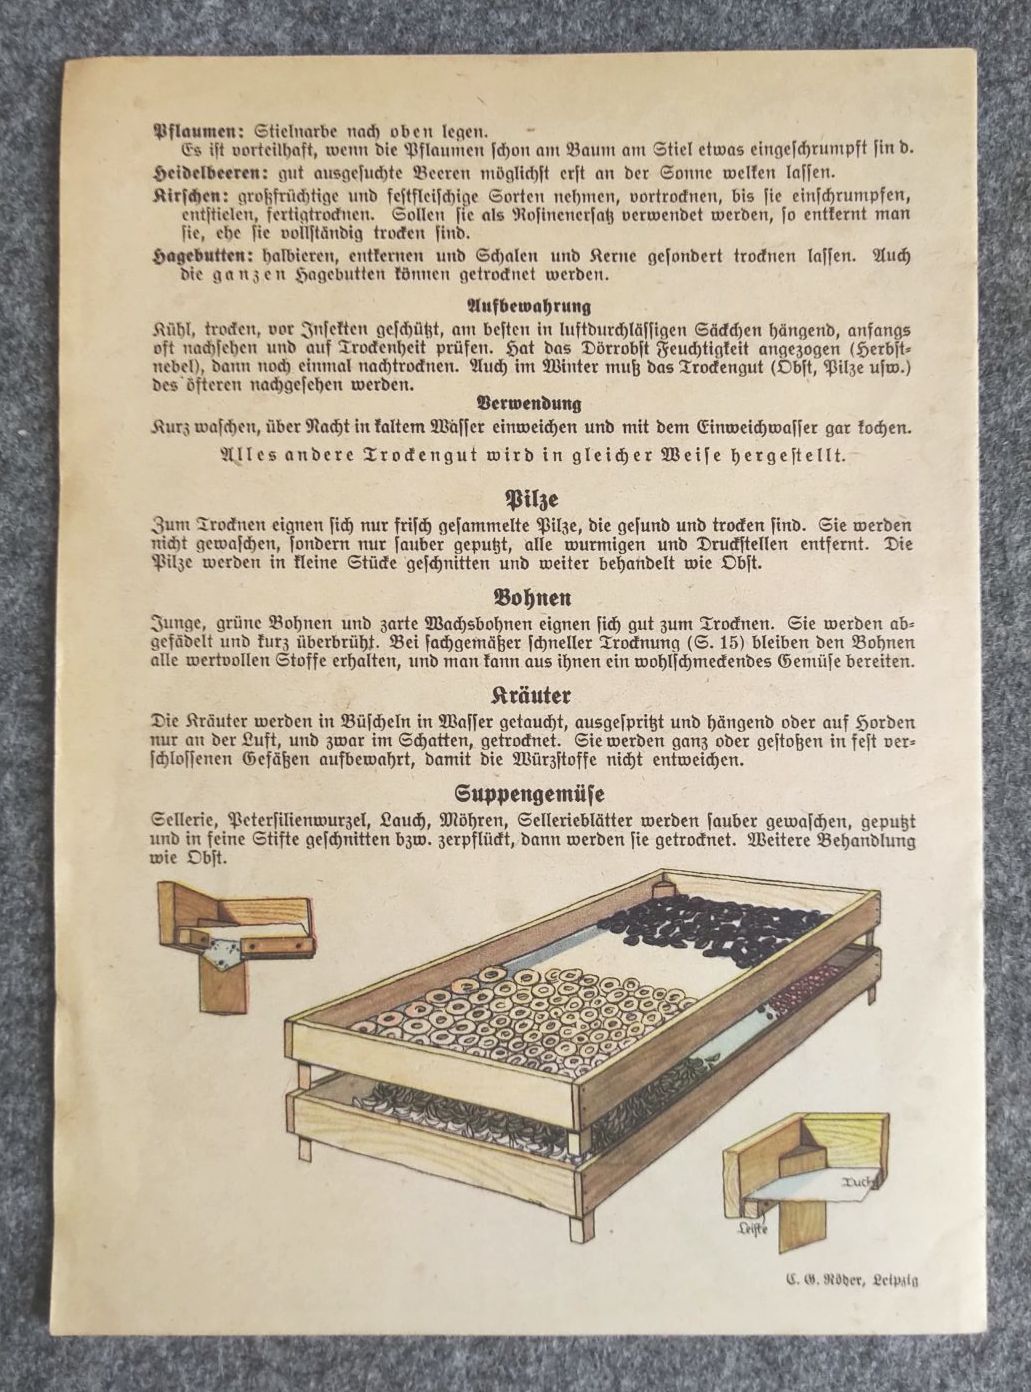 Pflaumen: Stielnarbe nach oben legen.
Es ist vorteilhaft, wenn die Pflaumen schon am Baum am Stiel etwas eingeschrumpft sind.
Heidelbeeren: gut ausgesuchte Beeren möglichst erst an der Sonne welken lassen.
Kirschen: großfrüchtige und festfleischige Sorten nehmen, vortrocknen, bis sie einschrumpfen,
entstielen, fertigtrocknen. Sollen sie als Rosinenersatz verwendet werden, so entkernt man
sie, ehe sie vollständig trocken sind.
Hagebutten: halbieren, entkernen und Schalen und Kerne gesondert trocknen lassen. Auch
die ganzen Hagebutten können getrocknet werden.
Aufbewahrung
Kühl, trocken, vor Insekten geschützt, am besten in luftdurchlässigen Säckchen hängend, anfangs
oft nachsehen und auf Trockenheit prüfen. Hat das Dörrobst Feuchtigkeit angezogen (Herbst-
nebel), dann noch einmal nachtrocknen. Auch im Winter muß das Trockengut (Obst, Pilze usw.)
des öfteren nachgesehen werden.
Verwendung
Kurz waschen, über Nacht in kaltem Wasser einweichen und mit dem Einweichwasser gar kochen.
Alles andere Trockengut wird in gleicher Weise hergestellt.
Pilze
Zum Trocknen eignen sich nur frisch gesammelte Pilze, die gesund und trocken sind. Sie werden
nicht gewaschen, sondern nur sauber geputzt, alle wurmigen und Druckstellen entfernt. Die
Pilze werden in kleine Stücke geschnitten und weiter behandelt wie Obst.
Bohnen
Junge, grüne Bohnen und zarte Wachsbohnen eignen sich gut zum Trocknen. Sie werden ab-
gefädelt und kurz überbrüht. Bei sachgemäßer schneller Trocknung (S. 15) bleiben den Bohnen
alle wertvollen Stoffe erhalten, und man kann aus ihnen ein wohlschmeckendes Gemüse bereiten.
Kräuter
Die Kräuter werden in Büscheln in Wasser getaucht, ausgespritzt und hängend oder auf Horden
nur an der Luft, und zwar im Schatten, getrocknet. Sie werden ganz oder gestoßen in fest ver-
schlossenen Gefäßen aufbewahrt, damit die Würzstoffe nicht entweichen.
Suppengemüse
Sellerie, Petersilienwurzel, Lauch, Möhren, Sellerieblätter werden sauber gewaschen, geputzt
und in feine Stifte geschnitten bzw. zerpflückt, dann werden sie getrocknet. Weitere Behandlung
wie Obst.
Tuch
Leiste
C. G. Röder, Leipzig